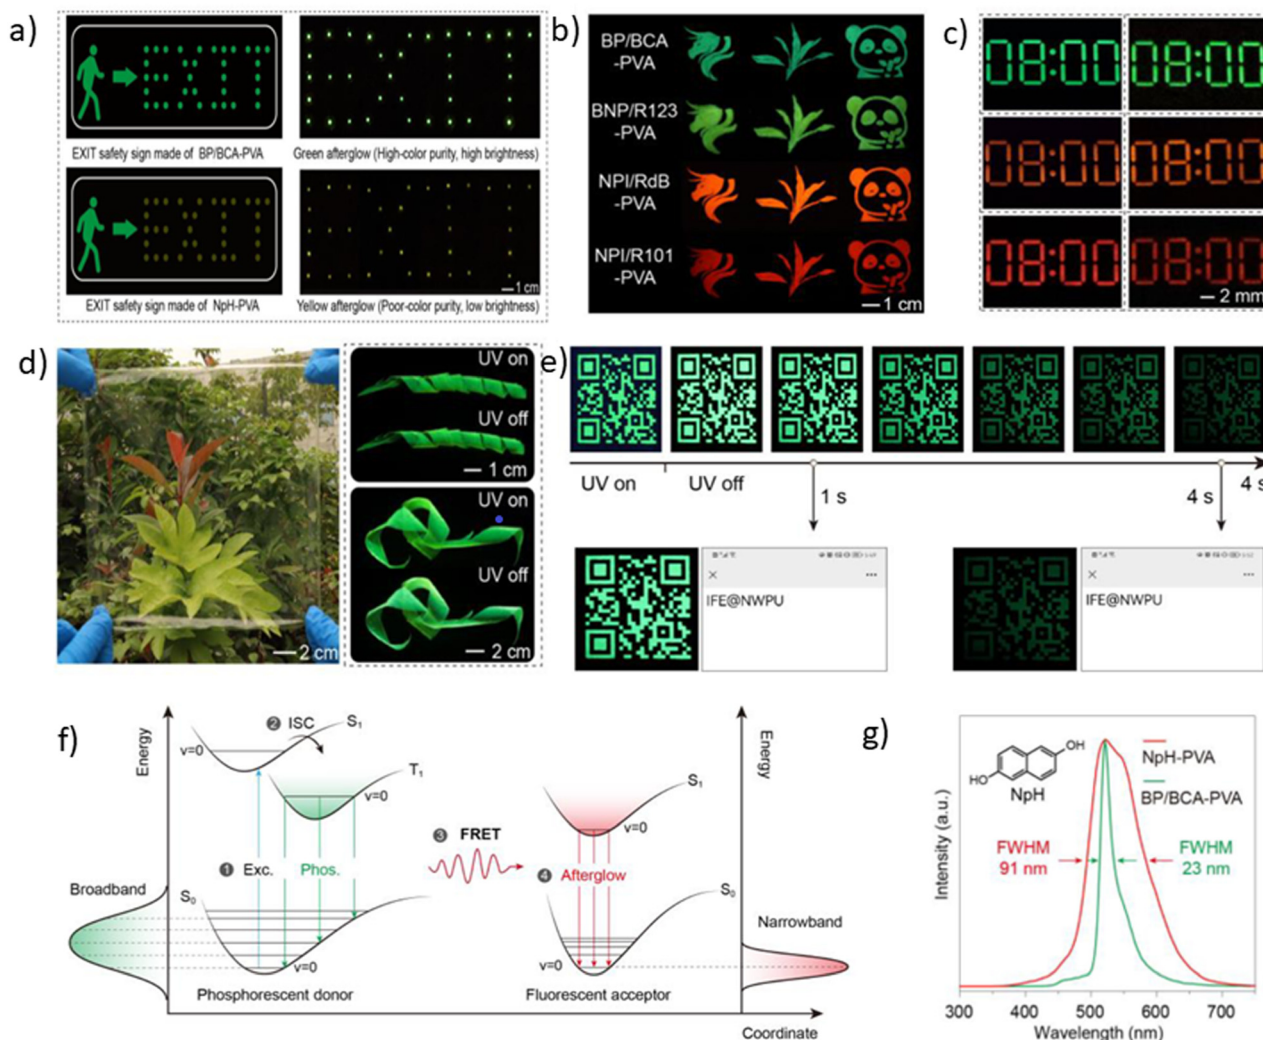 a)
EXIT
EXIT safety sign made of BP/BCA-PVA
Green afterglow (High-color purity, high brightness)
EXIT
EXIT safety sign made of NpH-PVA
Yellow afterglow (Poor-color purity, low brightness)
1 cm
b)
BP/BCA
-PVA
BNP/R123
-PVA
NPI/RdB
-PVA
NPI/R101
-PVA
1 cm
c)
08:00
08:00
08:00
08:00
08:00
08:00
2 mm
d)
2 cm
UV on
UV off
1 cm
UV on
UV off
2 cm
e)
UV on
UV off
1 s
4 s
4 s
IFE@NWPU
IFE@NWPU
f)
Energy
② ISC
S₁
v=0
T₁
v=0
① Exc.
Phos.
Broadband
S₀
v=0
Phosphorescent donor
③ FRET
S₁
v=0
④ Afterglow
S₀
v=0
Fluorescent acceptor
Energy
Narrowband
Coordinate
g)
HO
OH
NpH
NpH-PVA
BP/BCA-PVA
FWHM
91 nm
FWHM
23 nm
Intensity (a.u.)
300 400 500 600 700
Wavelength (nm)